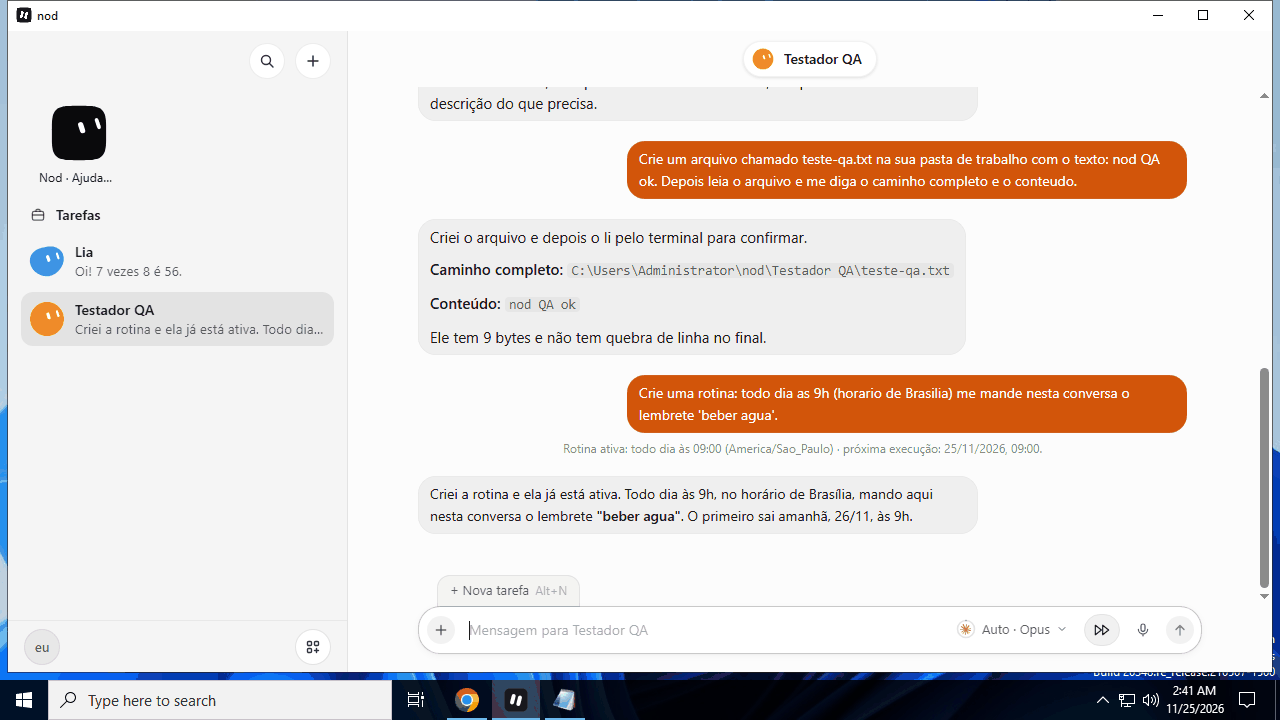 nod
Testador QA
descrição do que precisa.
Nod · Ajuda...
Tarefas
Lia
Oi! 7 vezes 8 é 56.
Testador QA
Criei a rotina e ela já está ativa. Todo dia...
Crie um arquivo chamado teste-qa.txt na sua pasta de trabalho com o texto: nod QA
ok. Depois leia o arquivo e me diga o caminho completo e o conteudo.
Criei o arquivo e depois o li pelo terminal para confirmar.
Caminho completo: C:\Users\Administrator\nod\Testador QA\teste-qa.txt
Conteúdo: nod QA ok
Ele tem 9 bytes e não tem quebra de linha no final.
Crie uma rotina: todo dia as 9h (horario de Brasilia) me mande nesta conversa o
lembrete 'beber agua'.
Rotina ativa: todo dia às 09:00 (America/Sao_Paulo) · próxima execução: 25/11/2026, 09:00.
Criei a rotina e ela já está ativa. Todo dia às 9h, no horário de Brasília, mando aqui
nesta conversa o lembrete "beber agua". O primeiro sai amanhã, 26/11, às 9h.
+ Nova tarefa Alt+N
Mensagem para Testador QA
Auto · Opus
eu
Type here to search
2:41 AM
11/25/2026